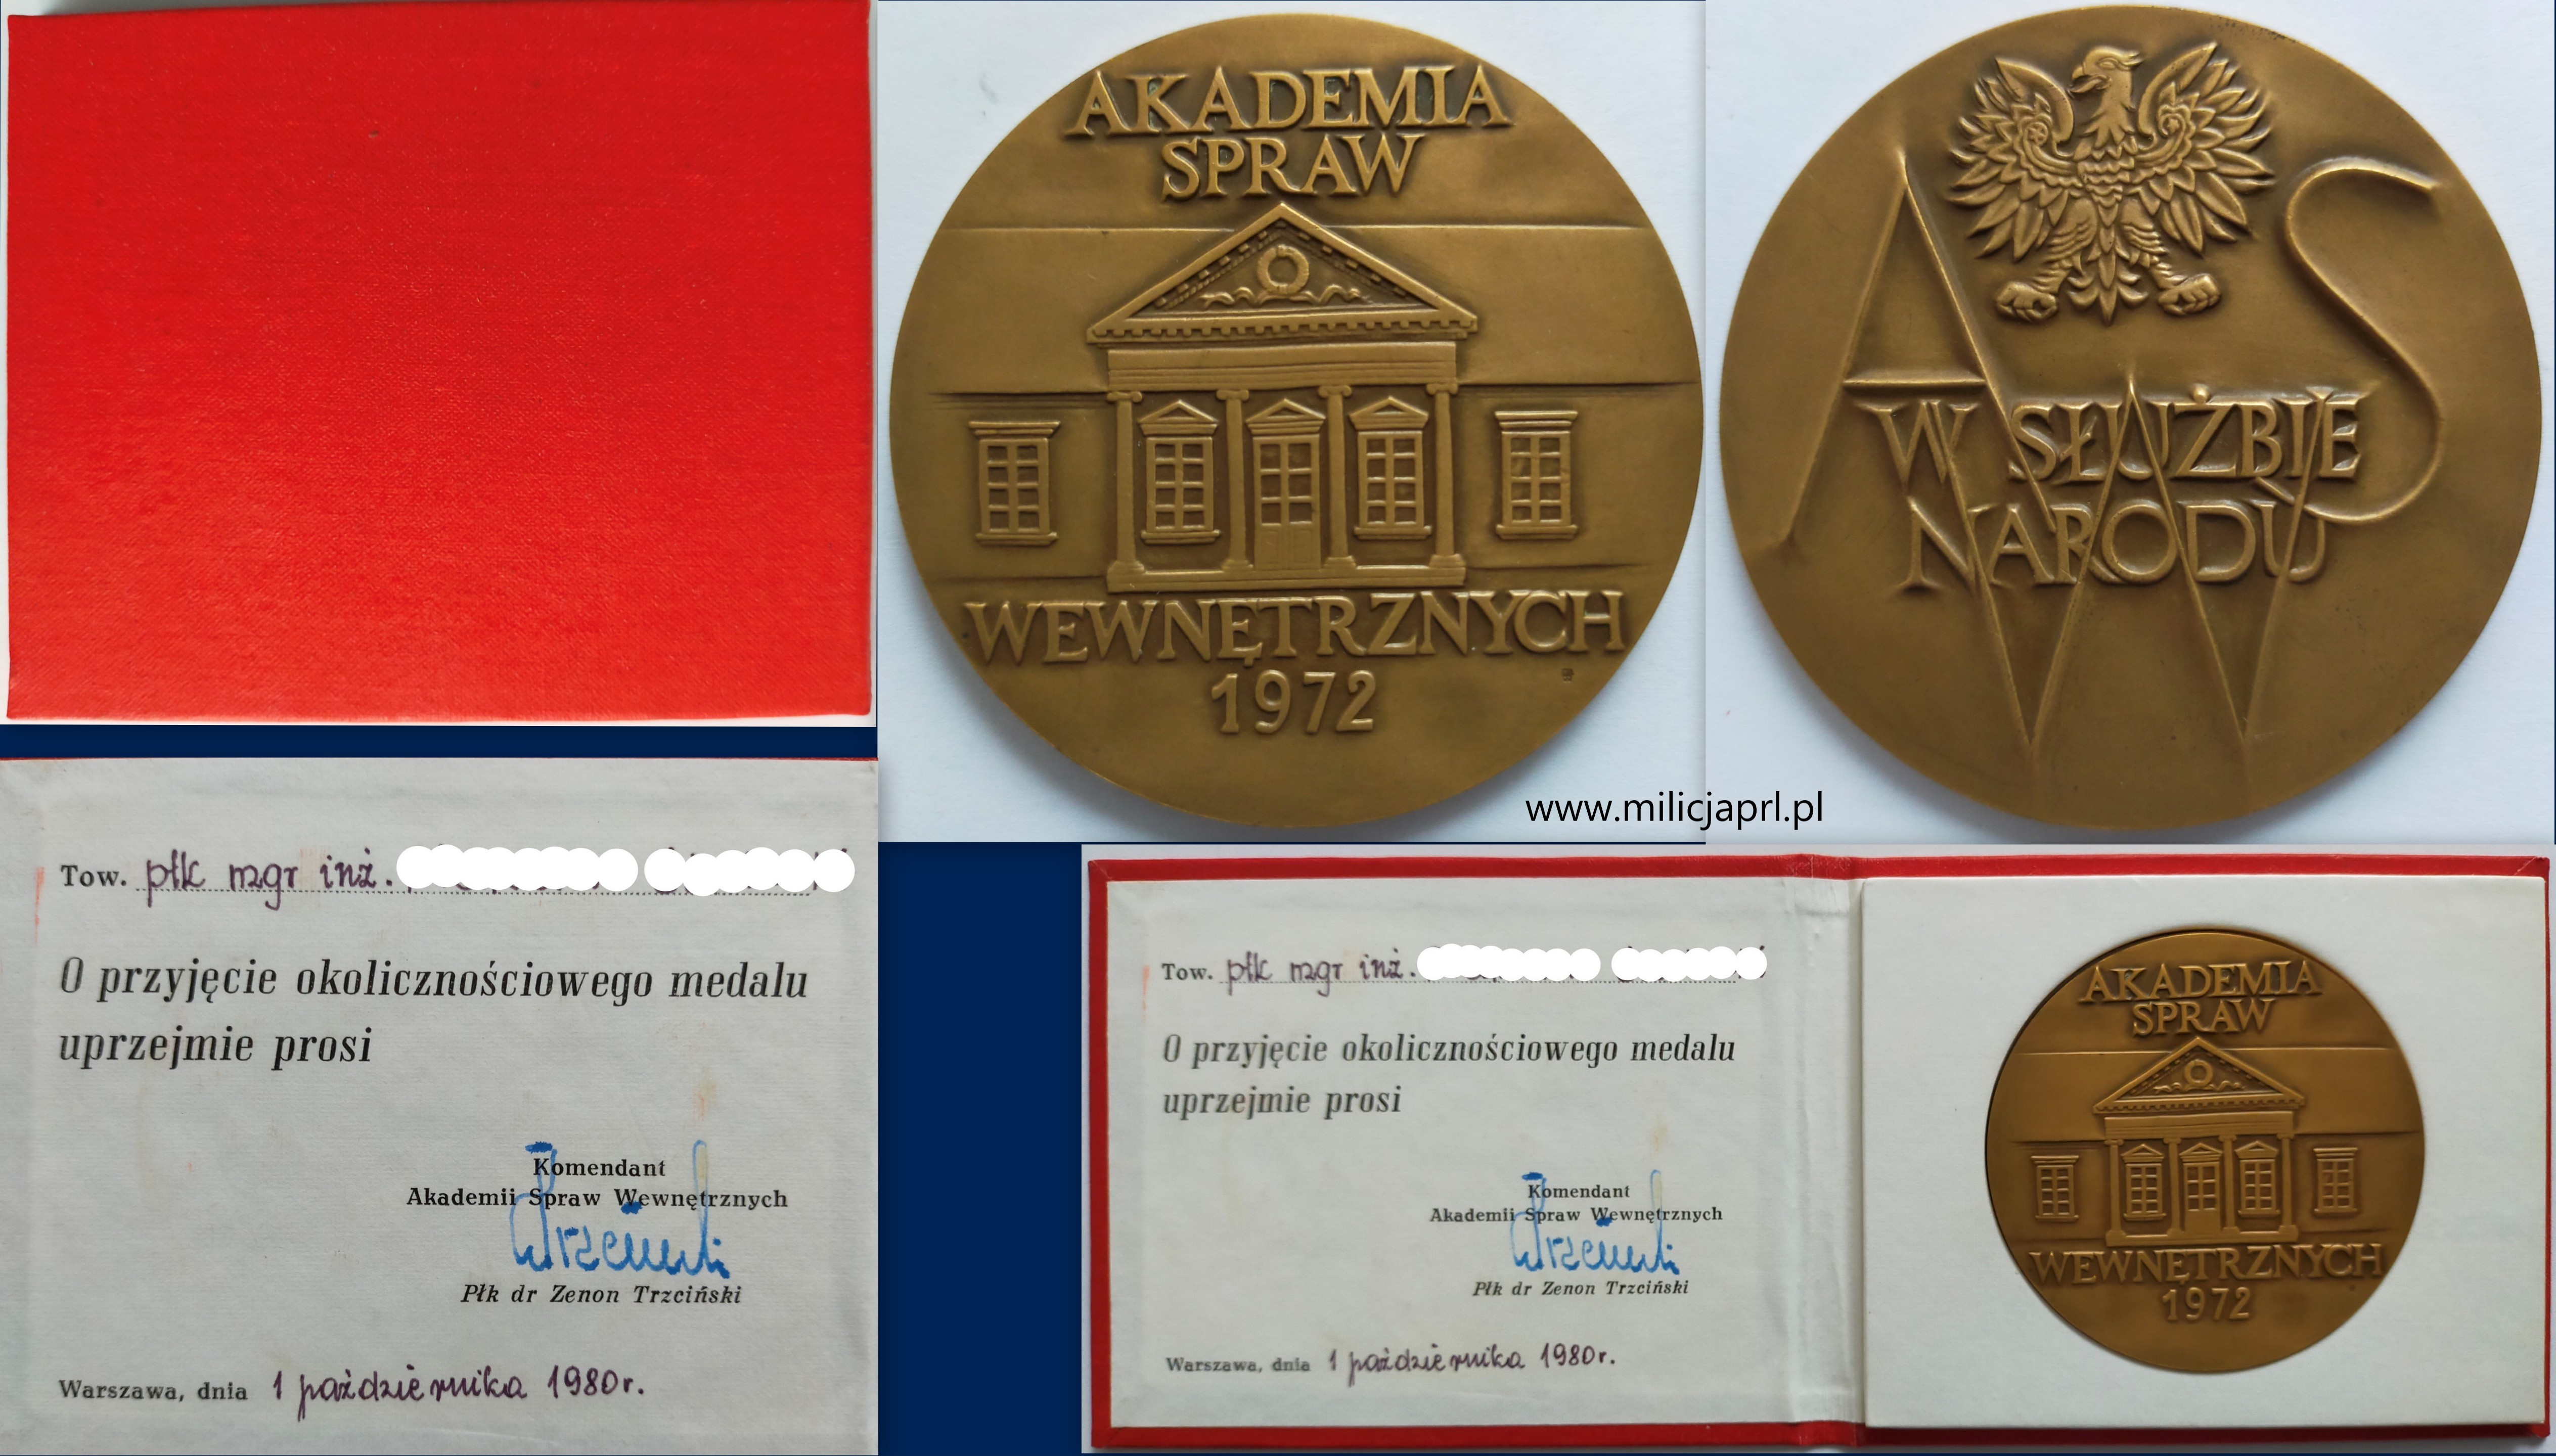 AKADEMIA
SPRAW
WEWNĘTRZNYCH
1972
A S
W
W SŁUŻBIE
NARODU
www.milicjaprl.pl
Tow. płk mgr inż.
O przyjęcie okolicznościowego medalu
uprzejmie prosi
Komendant
Akademii Spraw Wewnętrznych
Płk dr Zenon Trzciński
Warszawa, dnia 1 października 1980r.
Tow. płk mgr inż.
O przyjęcie okolicznościowego medalu
uprzejmie prosi
Komendant
Akademii Spraw Wewnętrznych
Płk dr Zenon Trzciński
Warszawa, dnia 1 października 1980r.
AKADEMIA
SPRAW
WEWNĘTRZNYCH
1972